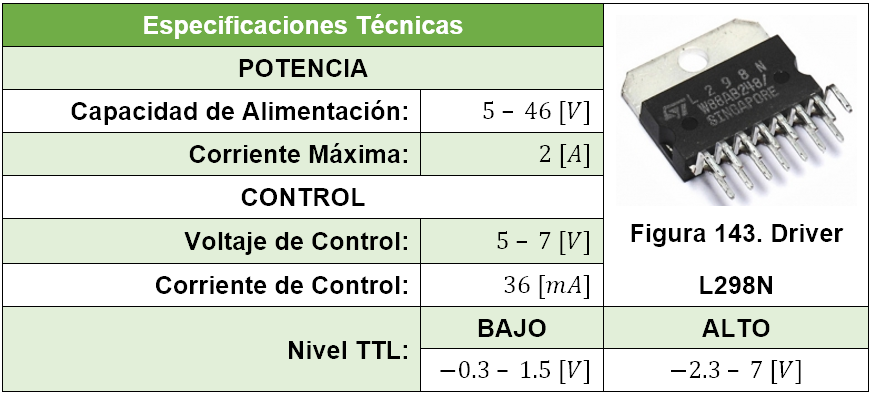 Especificaciones Técnicas
POTENCIA
Capacidad de Alimentación: 5 – 46 [V]
Corriente Máxima: 2 [A]
CONTROL
Voltaje de Control: 5 – 7 [V]
Corriente de Control: 36 [mA]
Nivel TTL:
BAJO ALTO
−0.3 – 1.5 [V] −2.3 – 7 [V]
L298N
W88AB248/
SINGAPORE
Figura 143. Driver
L298N